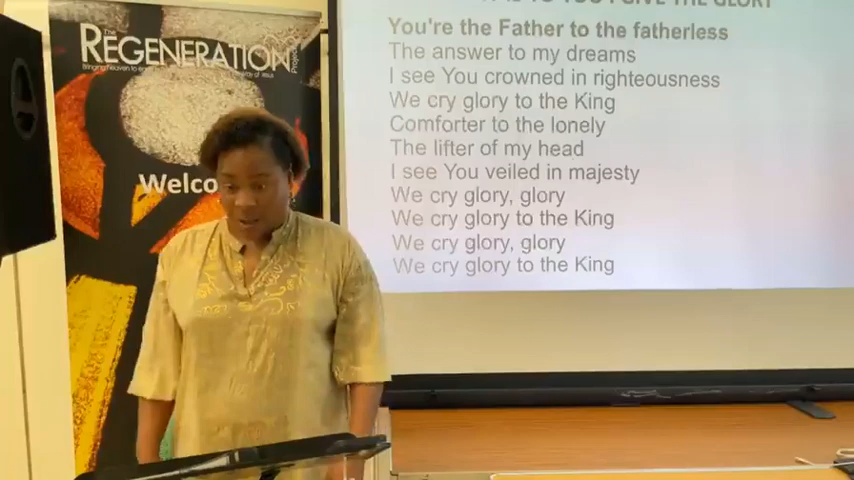 The
REGENERATION
Project
Welcome
You're the Father to the fatherless
The answer to my dreams
I see You crowned in righteousness
We cry glory to the King
Comforter to the lonely
The lifter of my head
I see You veiled in majesty
We cry glory, glory
We cry glory to the King
We cry glory, glory
We cry glory to the King